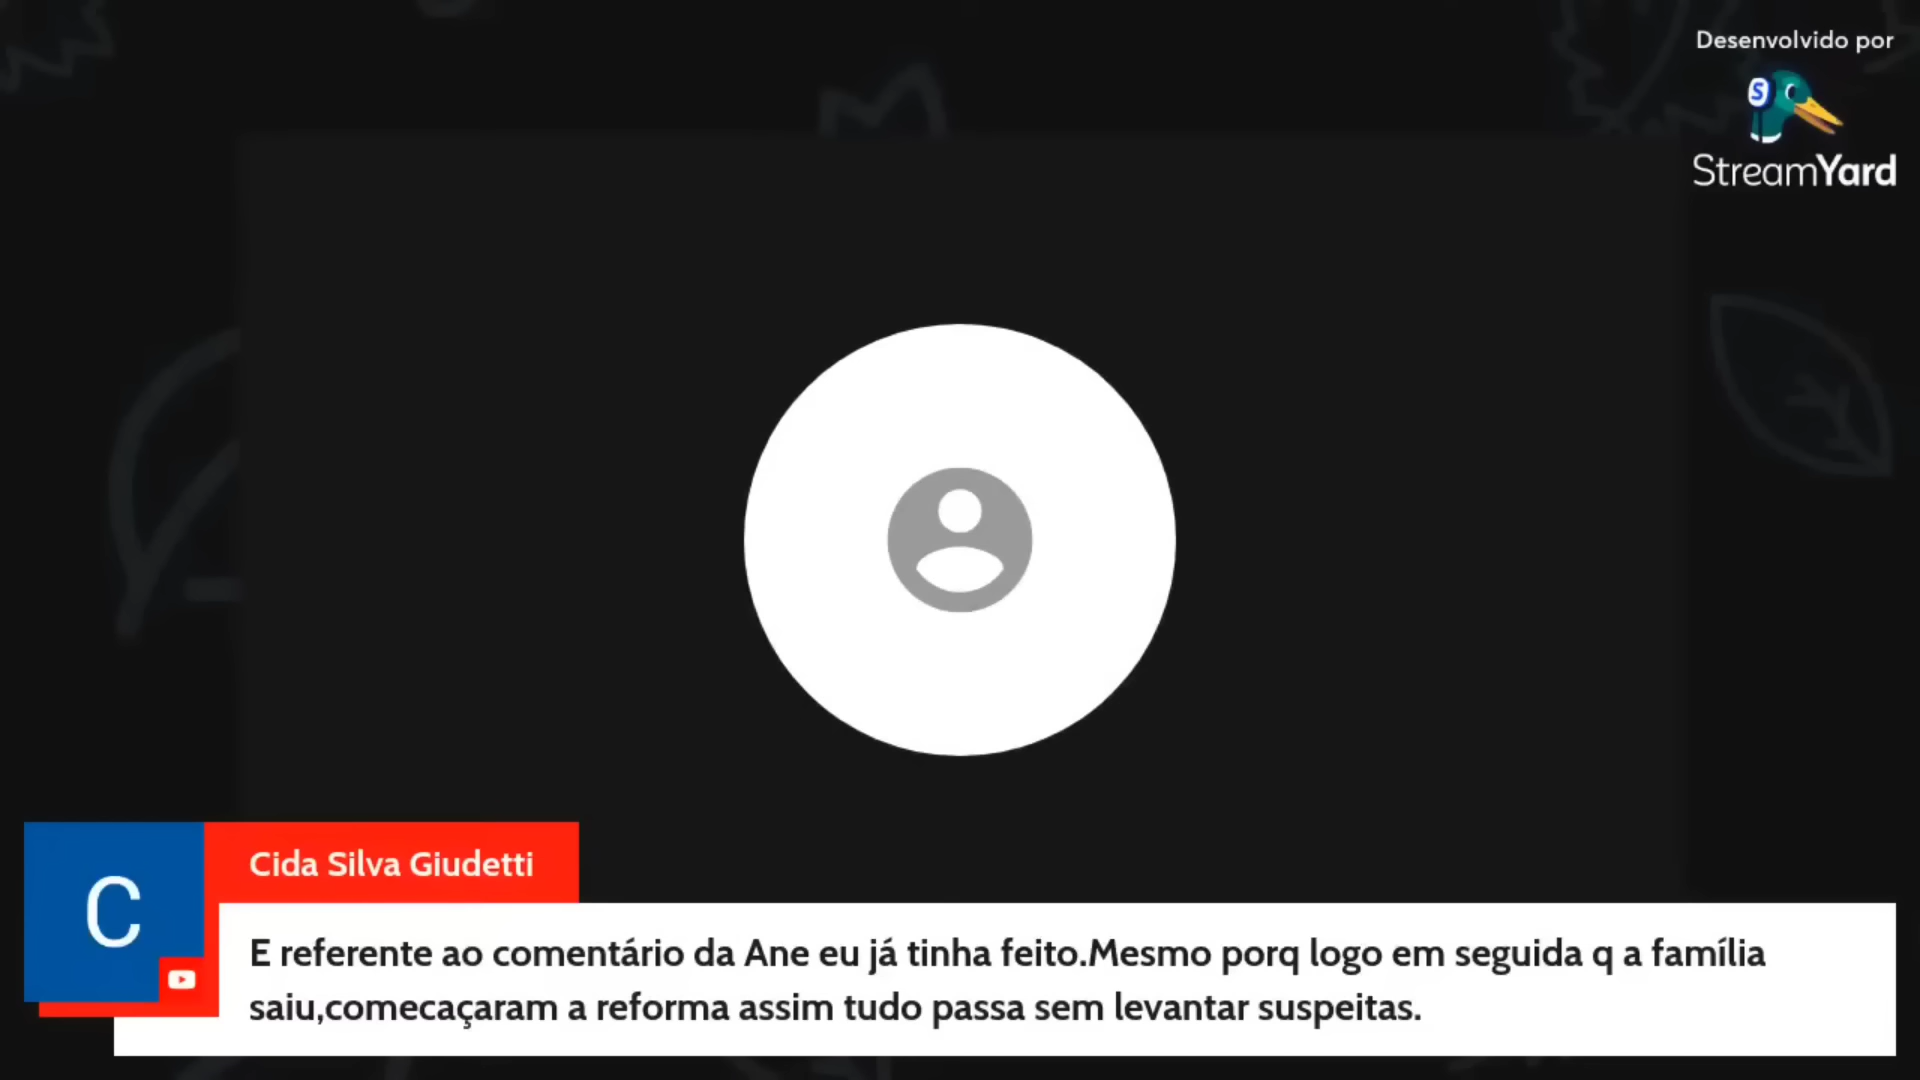 Desenvolvido por
S
StreamYard
C
Cida Silva Giudetti
E referente ao comentário da Ane eu já tinha feito.Mesmo porq logo em seguida q a família
saiu,comecaçaram a reforma assim tudo passa sem levantar suspeitas.